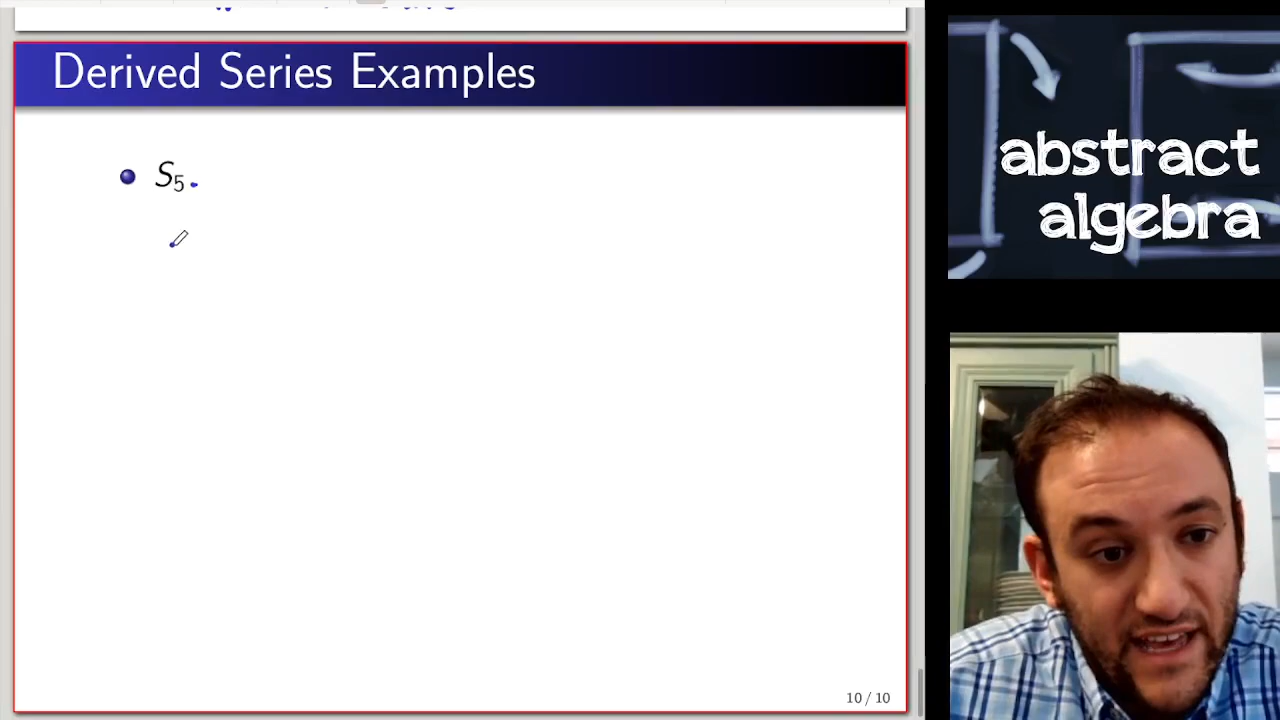 Derived Series Examples
S₅
10 / 10
abstract
algebra